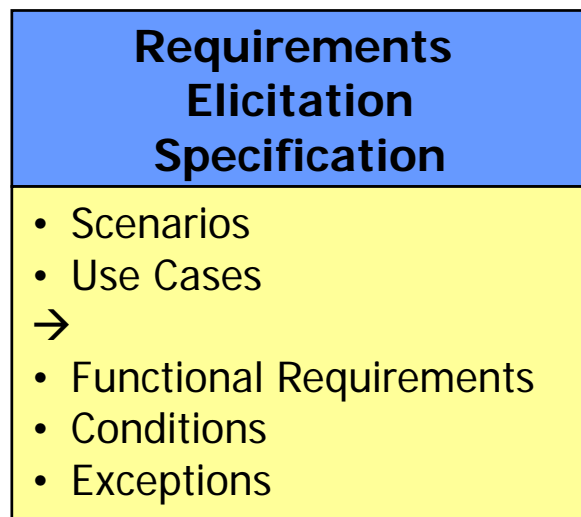 Requirements
Elicitation
Specification
• Scenarios
• Use Cases
→
• Functional Requirements
• Conditions
• Exceptions